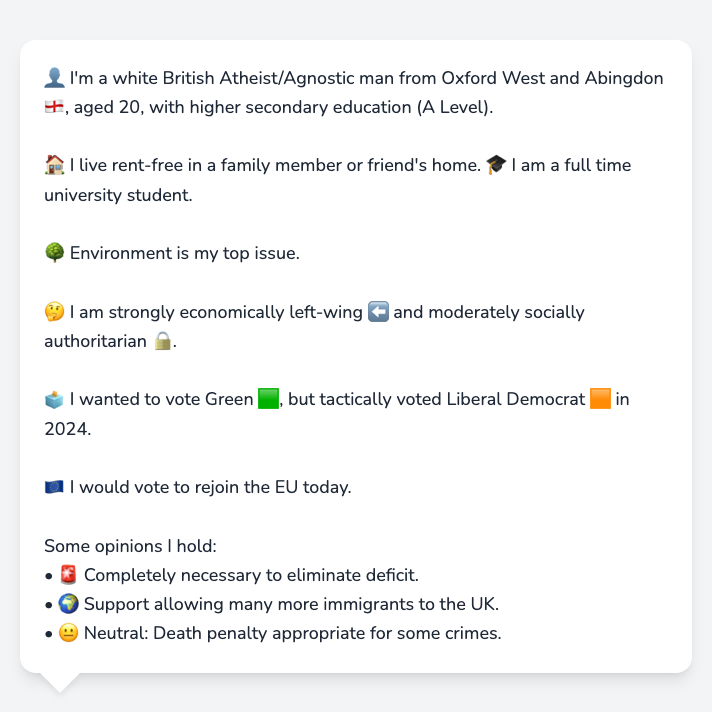 👤 I'm a white British Atheist/Agnostic man from Oxford West and Abingdon
🏴󠁧󠁢󠁥󠁮󠁧󠁿, aged 20, with higher secondary education (A Level).
🏠 I live rent-free in a family member or friend's home. 🎓 I am a full time
university student.
🌳 Environment is my top issue.
🤔 I am strongly economically left-wing ⬅️ and moderately socially
authoritarian 🔒.
🗳️ I wanted to vote Green 🟩, but tactically voted Liberal Democrat 🟧 in
2024.
🇪🇺 I would vote to rejoin the EU today.
Some opinions I hold:
• 🚨 Completely necessary to eliminate deficit.
• 🌍 Support allowing many more immigrants to the UK.
• 😐 Neutral: Death penalty appropriate for some crimes.